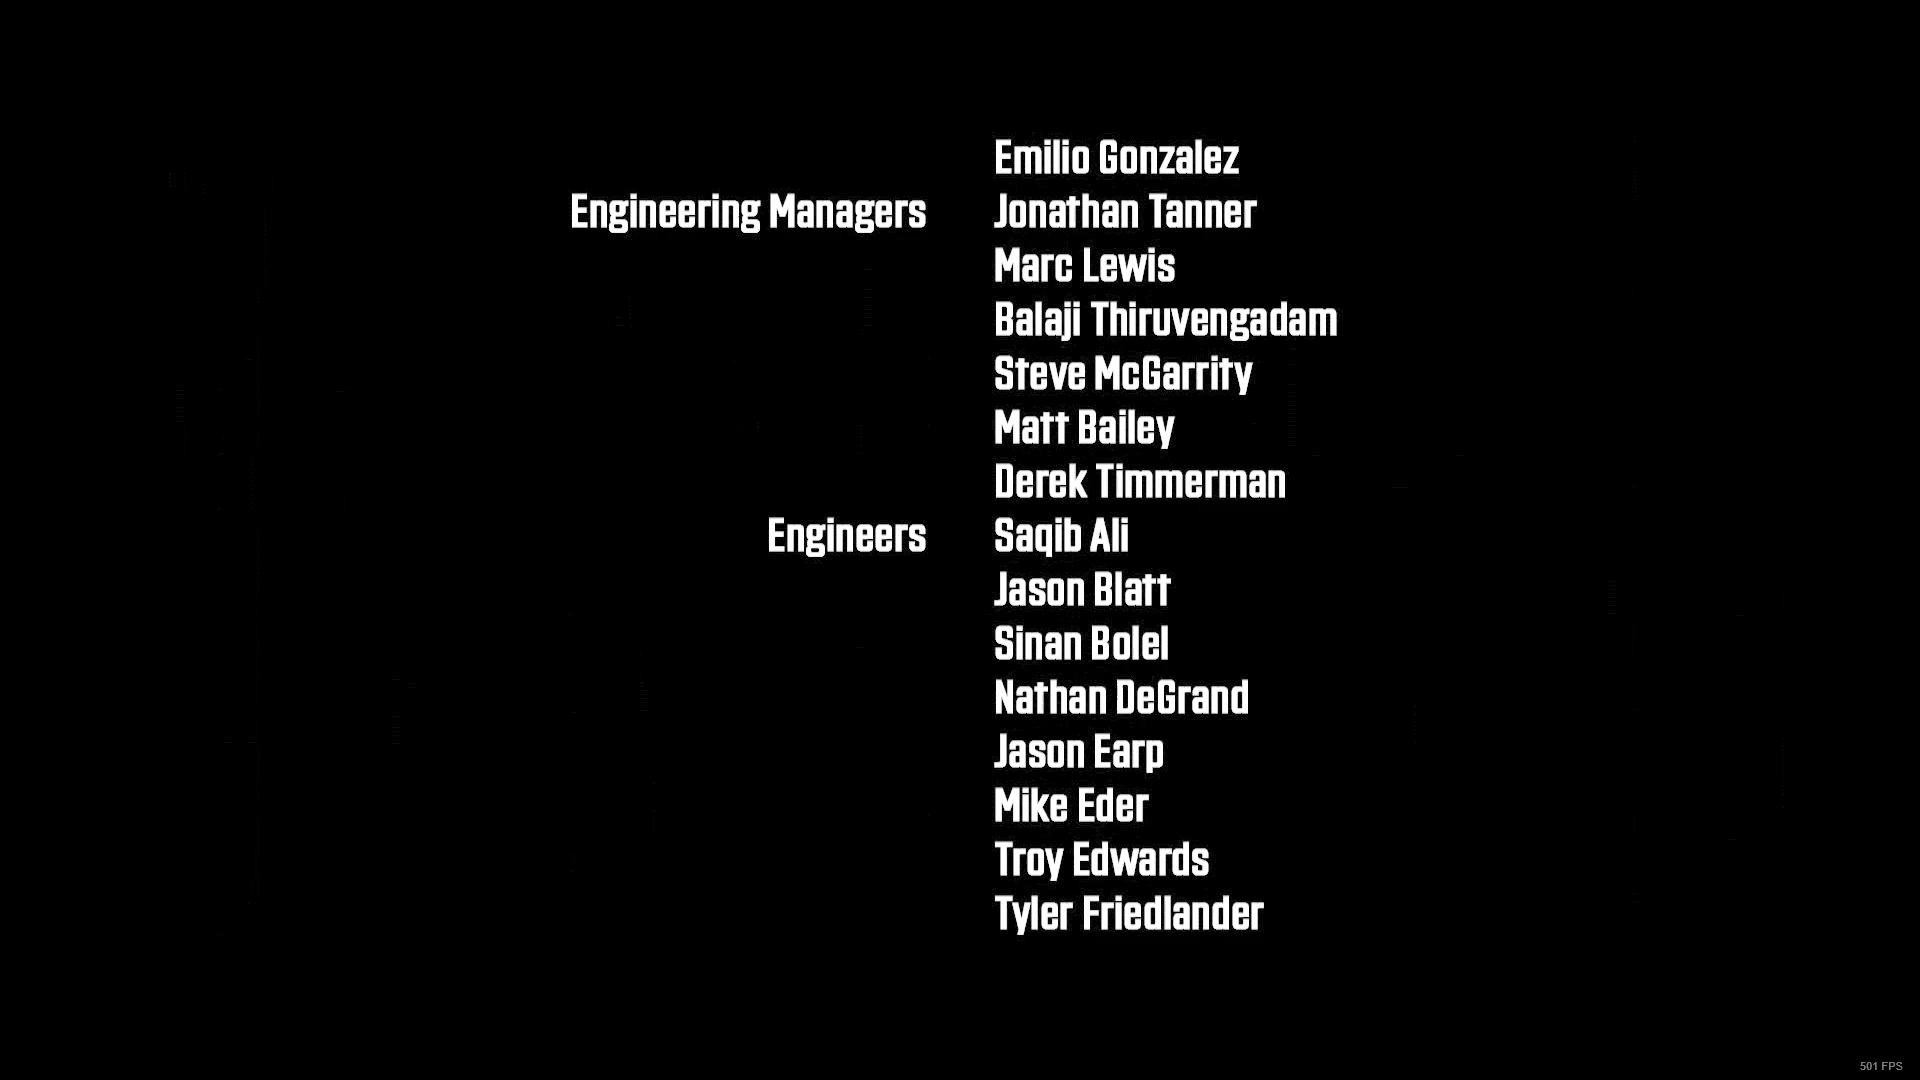 Emilio Gonzalez
Engineering Managers Jonathan Tanner
Marc Lewis
Balaji Thiruvengadam
Steve McGarrity
Matt Bailey
Derek Timmerman
Engineers Saqib Ali
Jason Blatt
Sinan Bolel
Nathan DeGrand
Jason Earp
Mike Eder
Troy Edwards
Tyler Friedlander
501 FPS